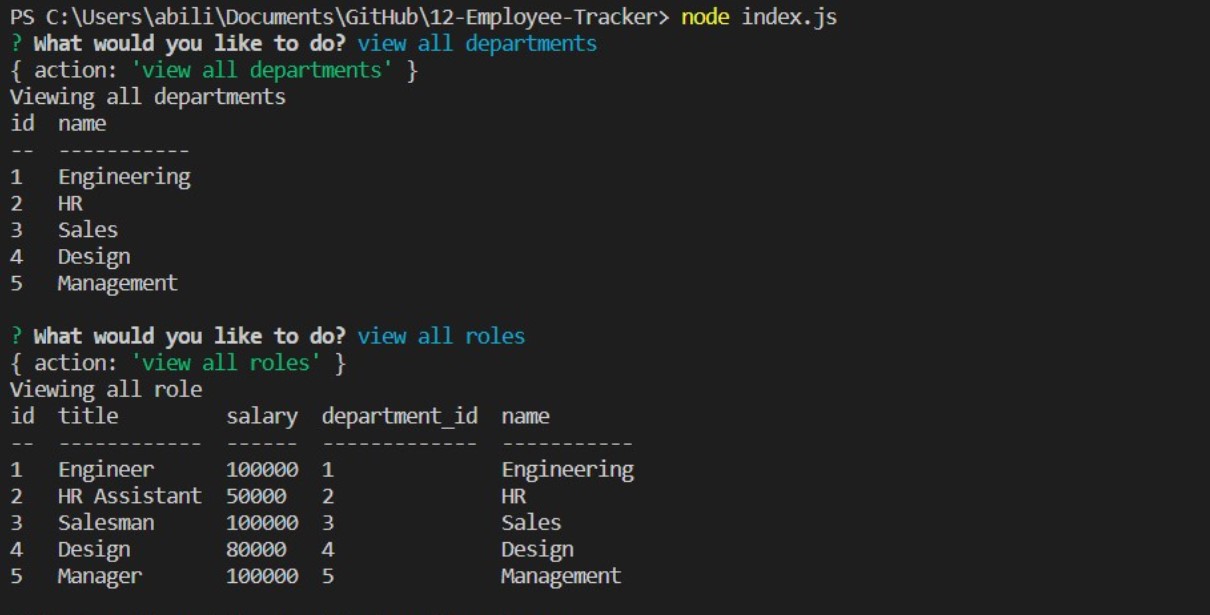 PS C:\Users\abili\Documents\GitHub\12-Employee-Tracker> node index.js
? What would you like to do? view all departments
{ action: 'view all departments' }
Viewing all departments
id  name
--  -----------
1   Engineering
2   HR
3   Sales
4   Design
5   Management
? What would you like to do? view all roles
{ action: 'view all roles' }
Viewing all role
id  title         salary  department_id  name
--  ------------  ------  -------------  -----------
1   Engineer      100000  1              Engineering
2   HR Assistant  50000   2              HR
3   Salesman      100000  3              Sales
4   Design        80000   4              Design
5   Manager       100000  5              Management